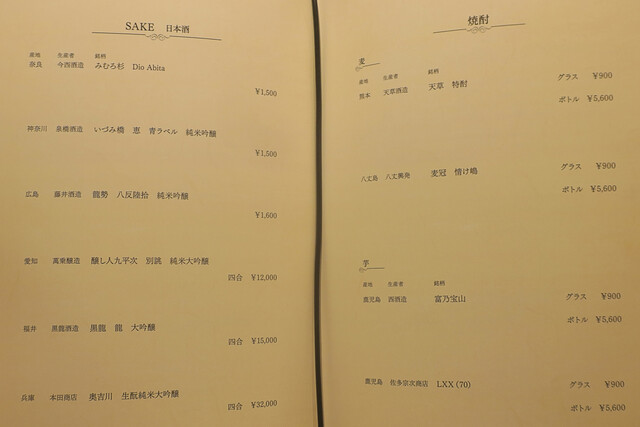 SAKE 日本酒
産地 生産者 銘柄
奈良 今西酒造 みむろ杉 Dio Abita
¥1,500
神奈川 泉橋酒造 いづみ橋 恵 青ラベル 純米吟醸
¥1,500
広島 藤井酒造 龍勢 八反陸拾 純米吟醸
¥1,600
愛知 萬乗醸造 醸し人九平次 別誂 純米大吟醸
四合 ¥12,000
福井 黒龍酒造 黒龍 龍 大吟醸
四合 ¥15,000
兵庫 本田商店 奥吉川 生酛純米大吟醸
四合 ¥32,000
焼酎
麦
産地 生産者 銘柄
熊本 天草酒造 天草 特酎
グラス ¥900
ボトル ¥5,600
八丈島 八丈興発 麦冠 情け嶋
グラス ¥900
ボトル ¥5,600
芋
産地 生産者 銘柄
鹿児島 西酒造 富乃宝山
グラス ¥900
ボトル ¥5,600
鹿児島 佐多宗次商店 LXX (70)
グラス ¥900
ボトル ¥5,600